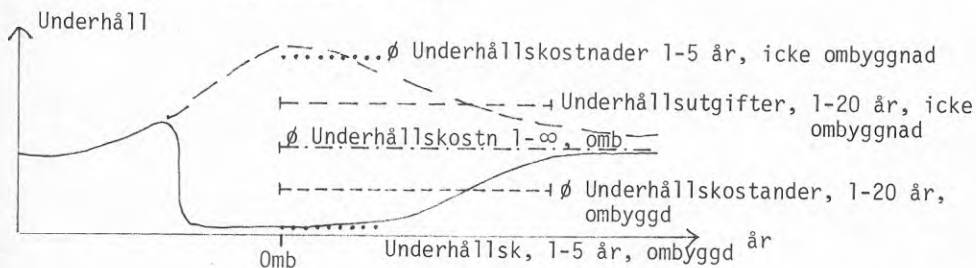 Underhåll
ø Underhållskostnader 1-5 år, icke ombyggnad
Underhållsutgifter, 1-20 år, icke
ombyggnad
ø Underhållskostn 1-∞, omb
ø Underhållskostander, 1-20 år,
ombyggd
Underhållsk, 1-5 år, ombyggd
år
Omb